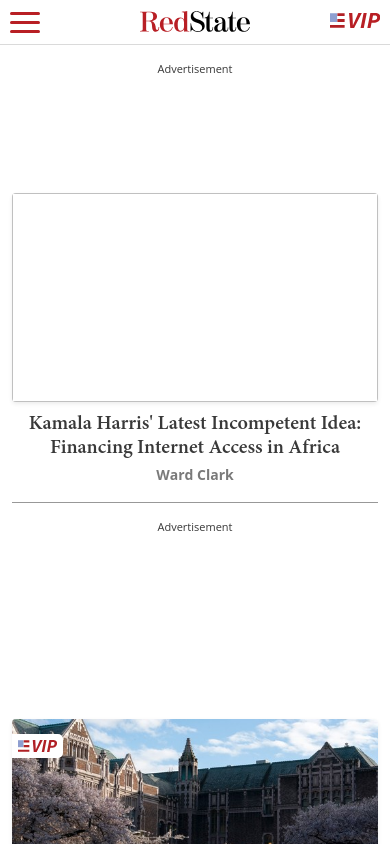 RedState
VIP
Advertisement
Kamala Harris' Latest Incompetent Idea:
Financing Internet Access in Africa
Ward Clark
Advertisement
VIP